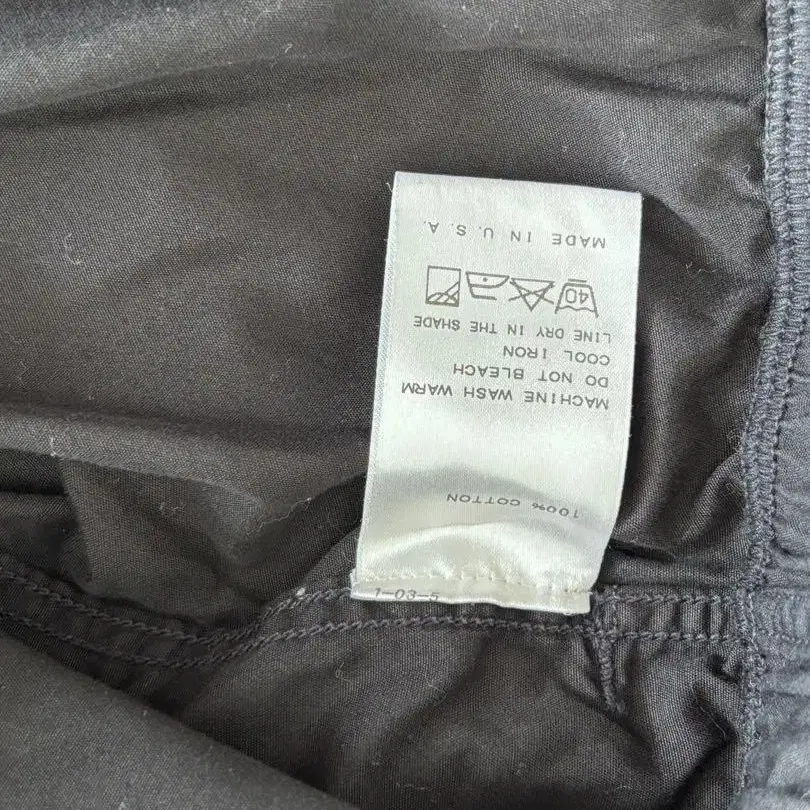 100% COTTON
MACHINE WASH WARM
DO NOT BLEACH
COOL IRON
LINE DRY IN THE SHADE
40
MADE IN U.S.A.
1-03-5